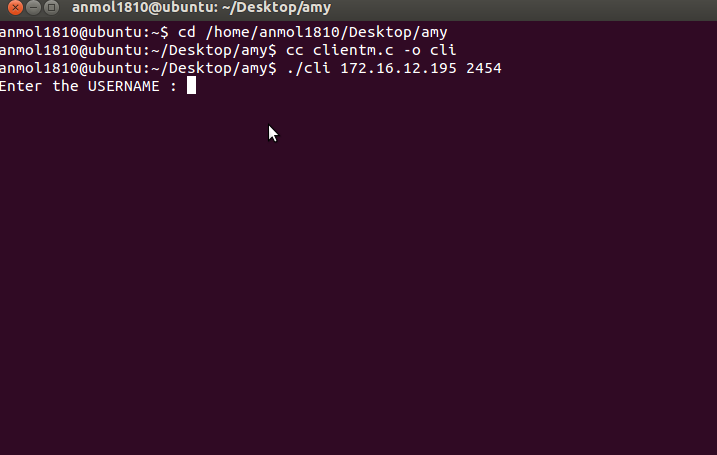 anmol1810@ubuntu: ~/Desktop/amy
anmol1810@ubuntu:~$ cd /home/anmol1810/Desktop/amy
anmol1810@ubuntu:~/Desktop/amy$ cc clientm.c -o cli
anmol1810@ubuntu:~/Desktop/amy$ ./cli 172.16.12.195 2454
Enter the USERNAME :